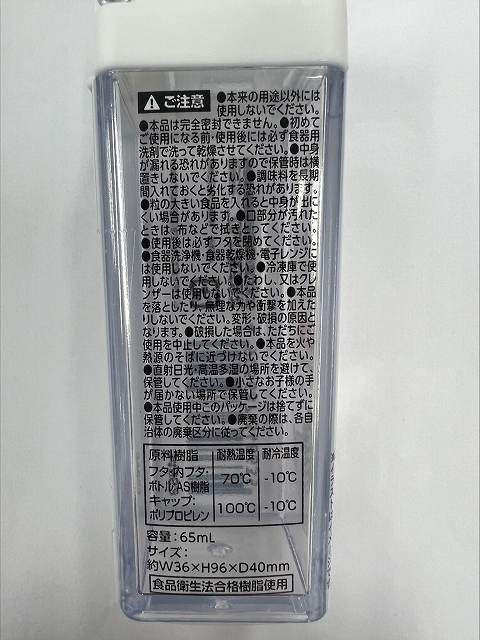 ⚠ご注意 ●本来の用途以外には
使用しないでください。
●本品は完全密封できません。●初めて
ご使用になる前・使用後には必ず食器用
洗剤で洗って乾燥させてください。●中身
が漏れる恐れがありますので保管時は横
置きしないでください。●調味料を長期
間入れておくと劣化する恐れがあります。
●粒の大きい食品を入れると中身が出に
くい場合があります。●口部分が汚れた
ときは、布などで拭きとってください。
●使用後は必ずフタを閉めてください。
●食器洗浄機・食器乾燥機・電子レンジに
は使用しないでください。●冷凍庫で使
用しないでください。●たわし、又はクレ
ンザーは使用しないでください。●本品
を落としたり、無理な力や衝撃を加えた
りしないでください。変形・破損の原因と
なります。●破損した場合は、ただちにご
使用を中止してください。●本品を火や
熱源のそばに近づけないでください。
●直射日光・高温多湿の場所を避けて、
保管してください。●小さなお子様の手
が届かない場所で保管してください。
●本品使用中このパッケージは捨てずに
保管してください。●廃棄の際は、各自
治体の廃棄区分に従ってください。
原料樹脂 耐熱温度 耐冷温度
フタ・内フタ・
ボトル:AS樹脂 70℃ -10℃
キャップ:
ポリプロピレン 100℃ -10℃
容量:65mL
サイズ:
約W36×H96×D40mm
食品衛生法合格樹脂使用